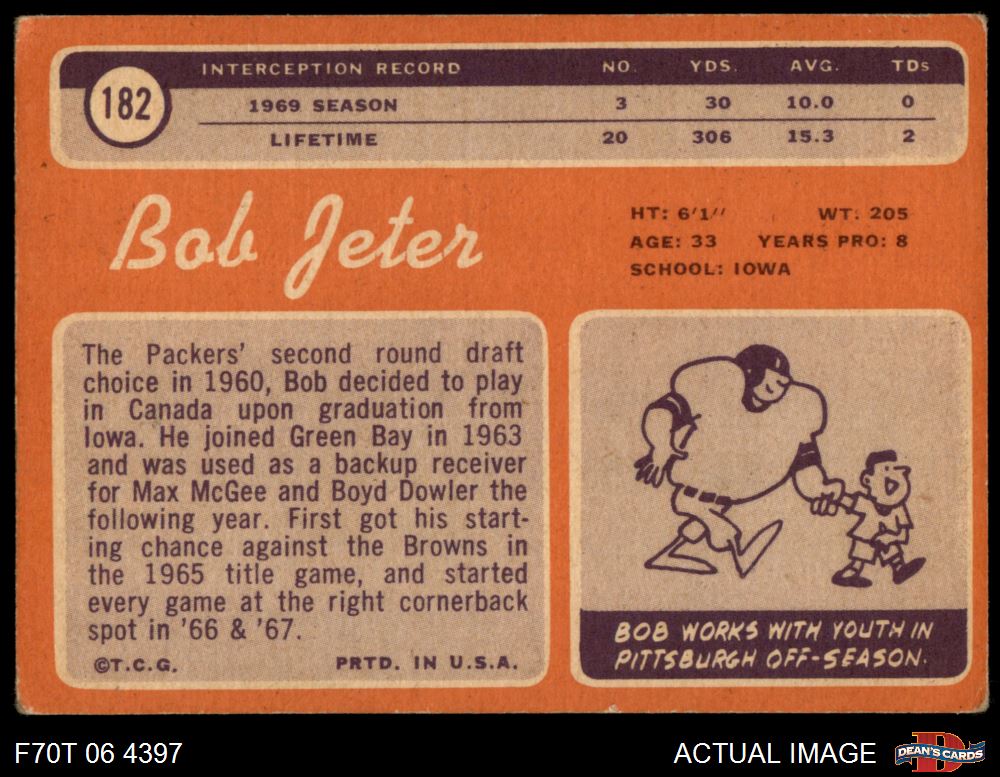 182
INTERCEPTION RECORD NO. YDS. AVG. TDs
1969 SEASON 3 30 10.0 0
LIFETIME 20 306 15.3 2
Bob Jeter
HT: 6'1" WT: 205
AGE: 33 YEARS PRO: 8
SCHOOL: IOWA
The Packers' second round draft
choice in 1960, Bob decided to play
in Canada upon graduation from
Iowa. He joined Green Bay in 1963
and was used as a backup receiver
for Max McGee and Boyd Dowler the
following year. First got his start-
ing chance against the Browns in
the 1965 title game, and started
every game at the right cornerback
spot in '66 & '67.
©T.C.G. PRTD. IN U.S.A.
BOB WORKS WITH YOUTH IN
PITTSBURGH OFF-SEASON.
F70T 06 4397 ACTUAL IMAGE
D
DEAN'S CARDS